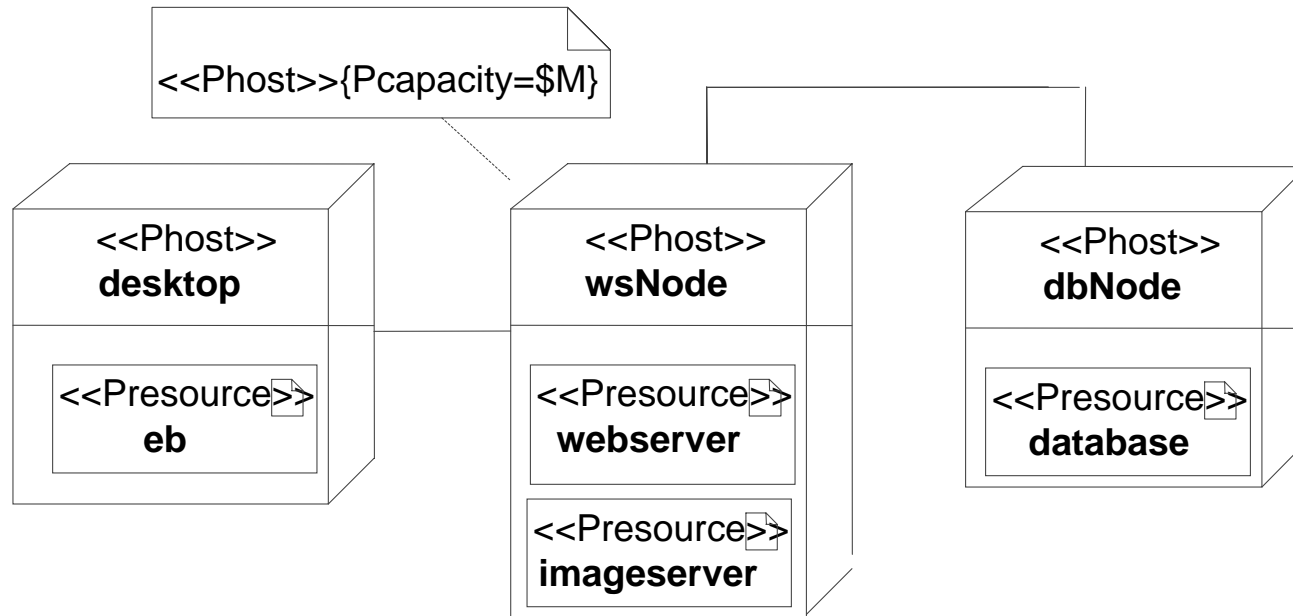 <<Phost>>{Pcapacity=$M}
<<Phost>>
desktop
<<Presource>>
eb
<<Phost>>
wsNode
<<Presource>>
webserver
<<Presource>>
imageserver
<<Phost>>
dbNode
<<Presource>>
database